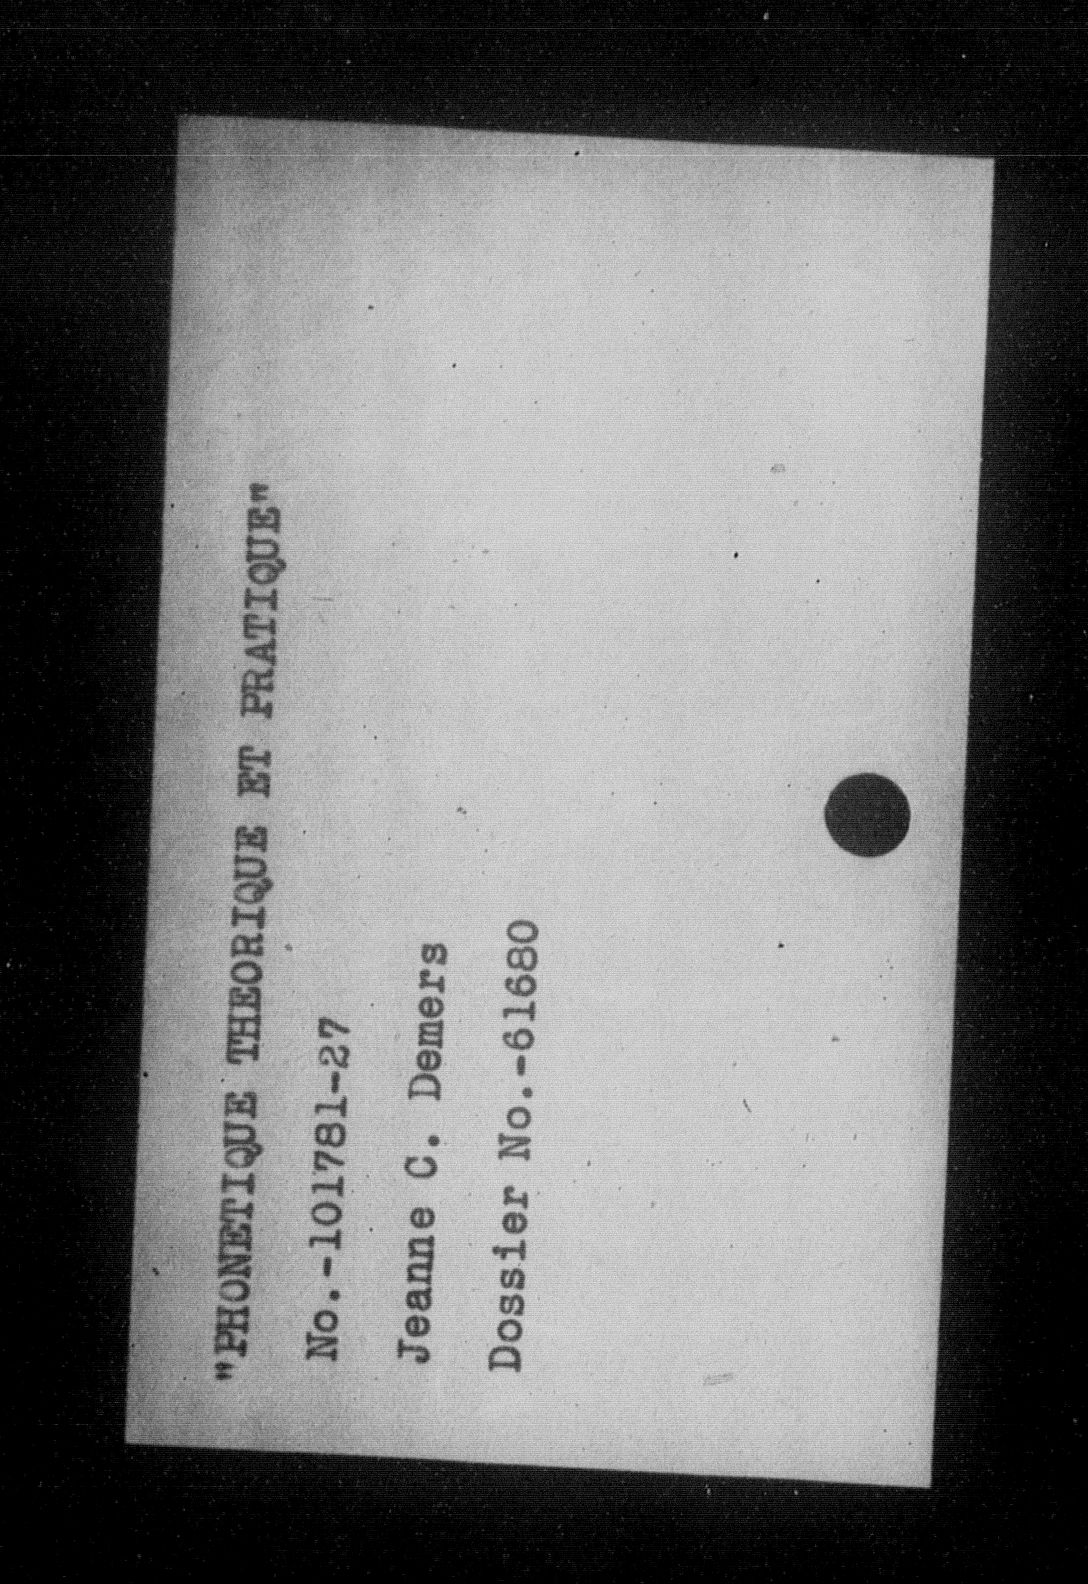 "PHONETIQUE THEORIQUE ET PRATIQUE"
No.-101781-27
Jeanne C. Demers
Dossier No.-61680